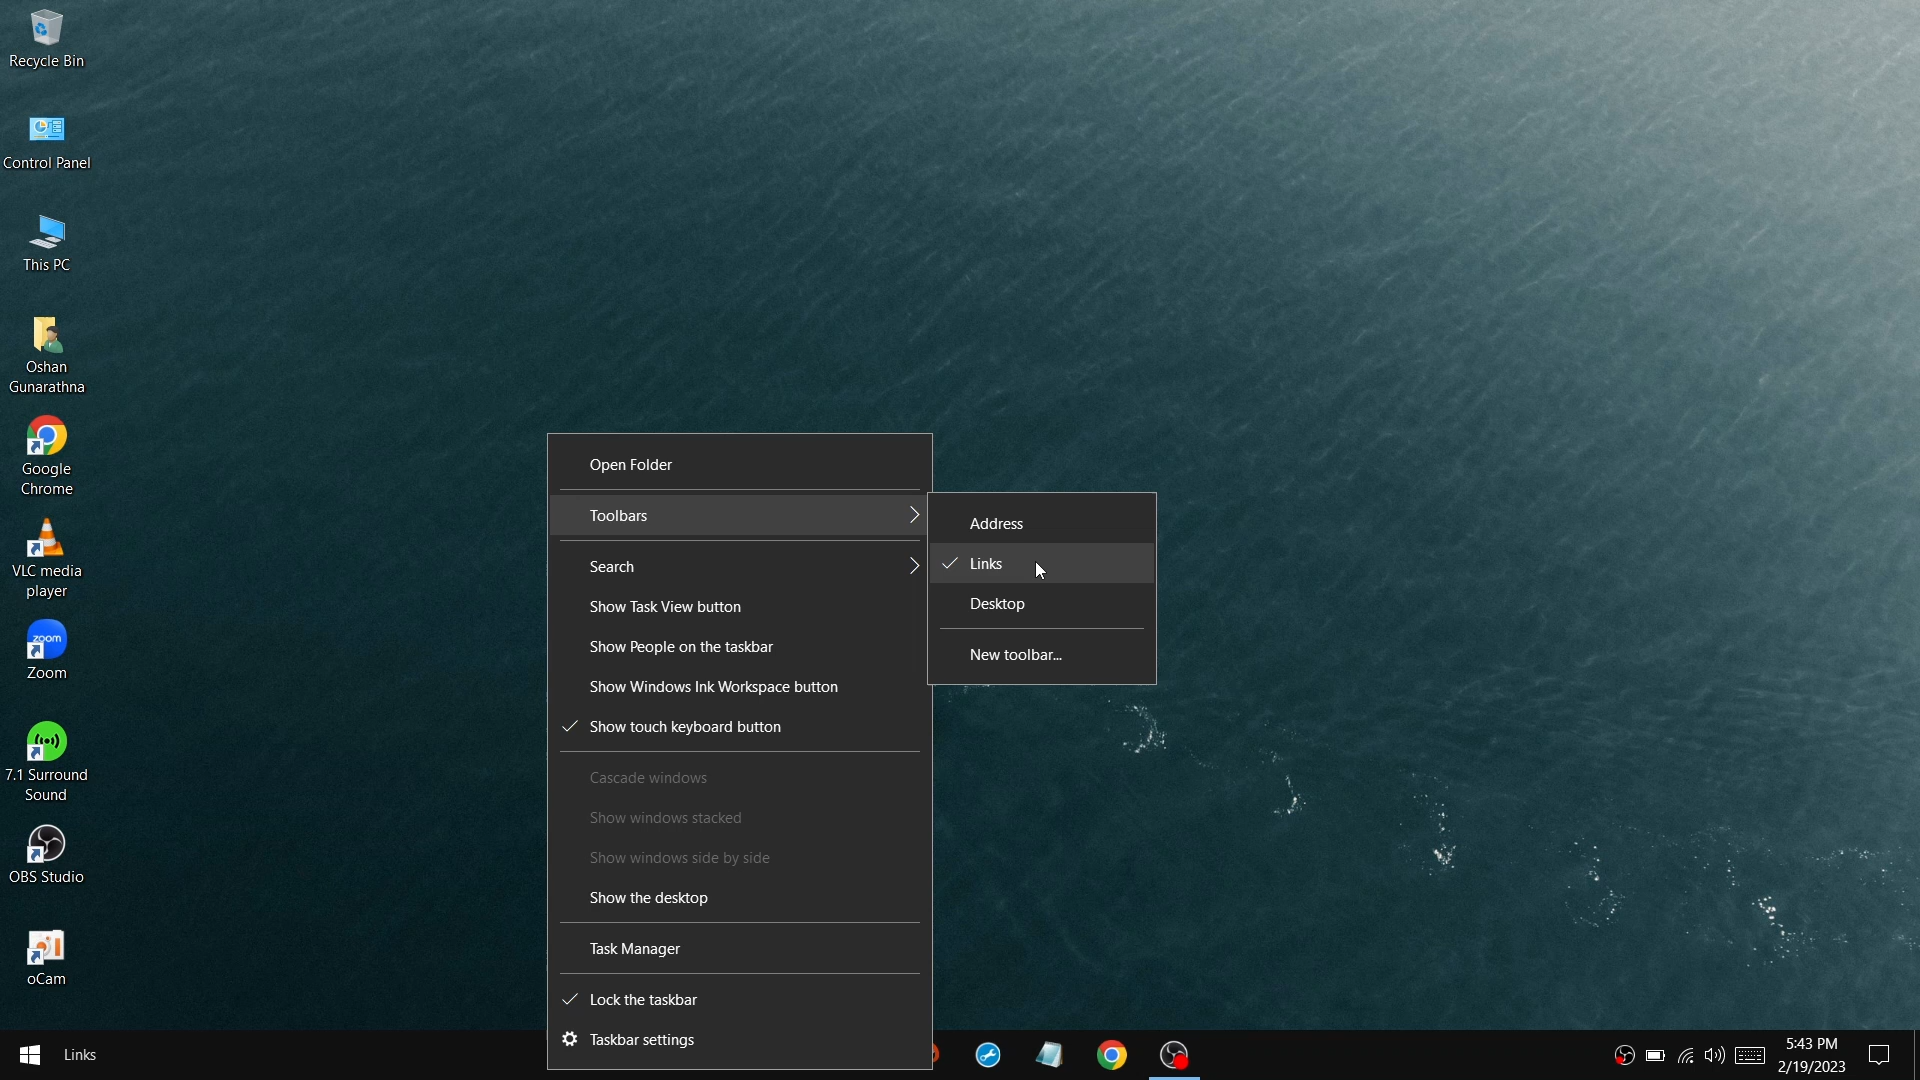 Recycle Bin
Control Panel
This PC
Oshan
Gunarathna
Google
Chrome
VLC media
player
zoom
Zoom
7.1 Surround
Sound
OBS Studio
oCam
Open Folder
Toolbars
Search
Show Task View button
Show People on the taskbar
Show Windows Ink Workspace button
Show touch keyboard button
Cascade windows
Show windows stacked
Show windows side by side
Show the desktop
Task Manager
Lock the taskbar
Taskbar settings
Address
Links
Desktop
New toolbar...
Links
5:43 PM
2/19/2023